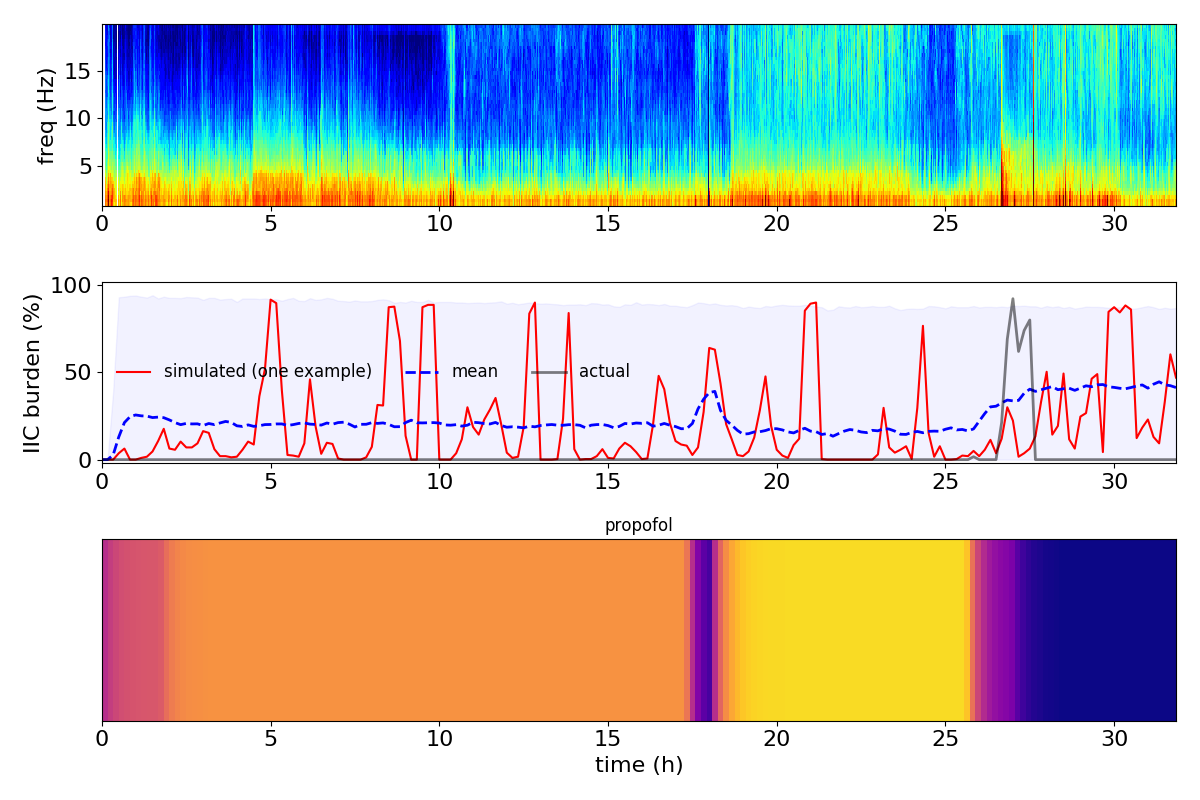 freq (Hz)
15
10
5
0 5 10 15 20 25 30
IIC burden (%)
100
50
0
simulated (one example) mean actual
0 5 10 15 20 25 30
propofol
0 5 10 15 20 25 30
time (h)